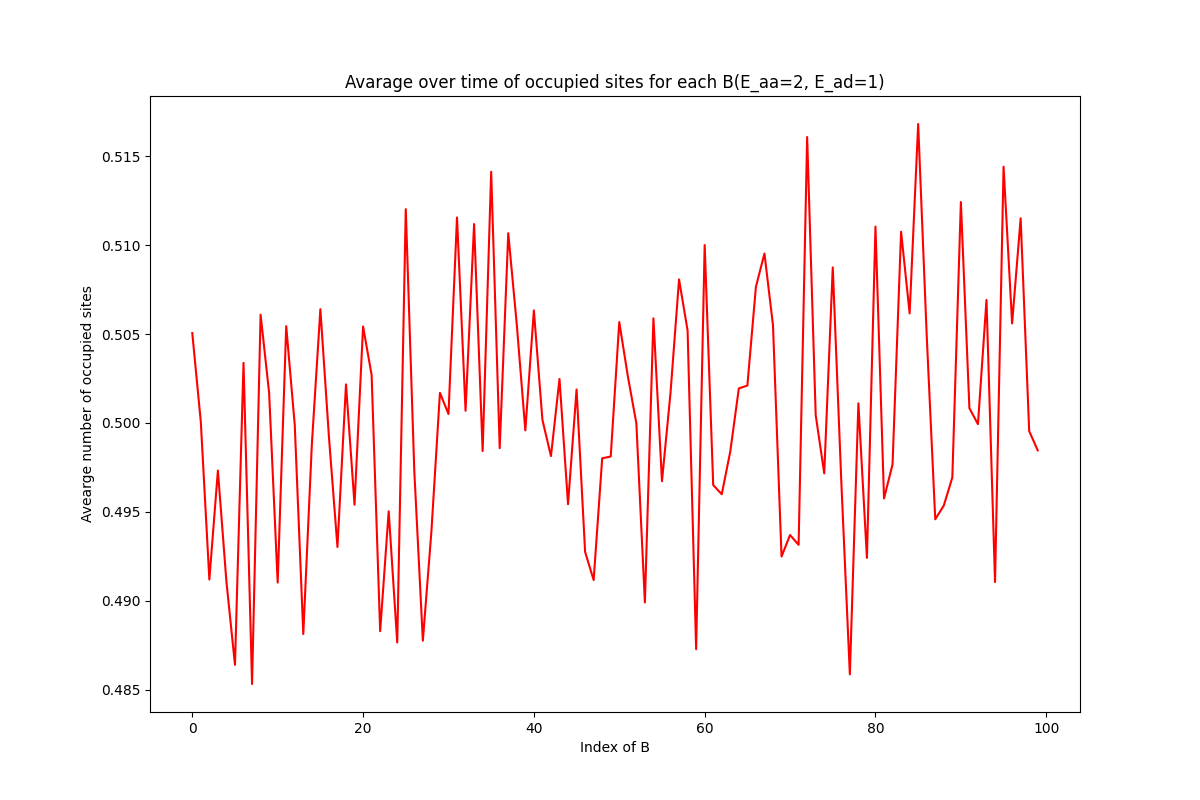 Avarage over time of occupied sites for each B(E_aa=2, E_ad=1)
0.515
0.510
0.505
0.500
0.495
0.490
0.485
Avearge number of occupied sites
0 20 40 60 80 100
Index of B